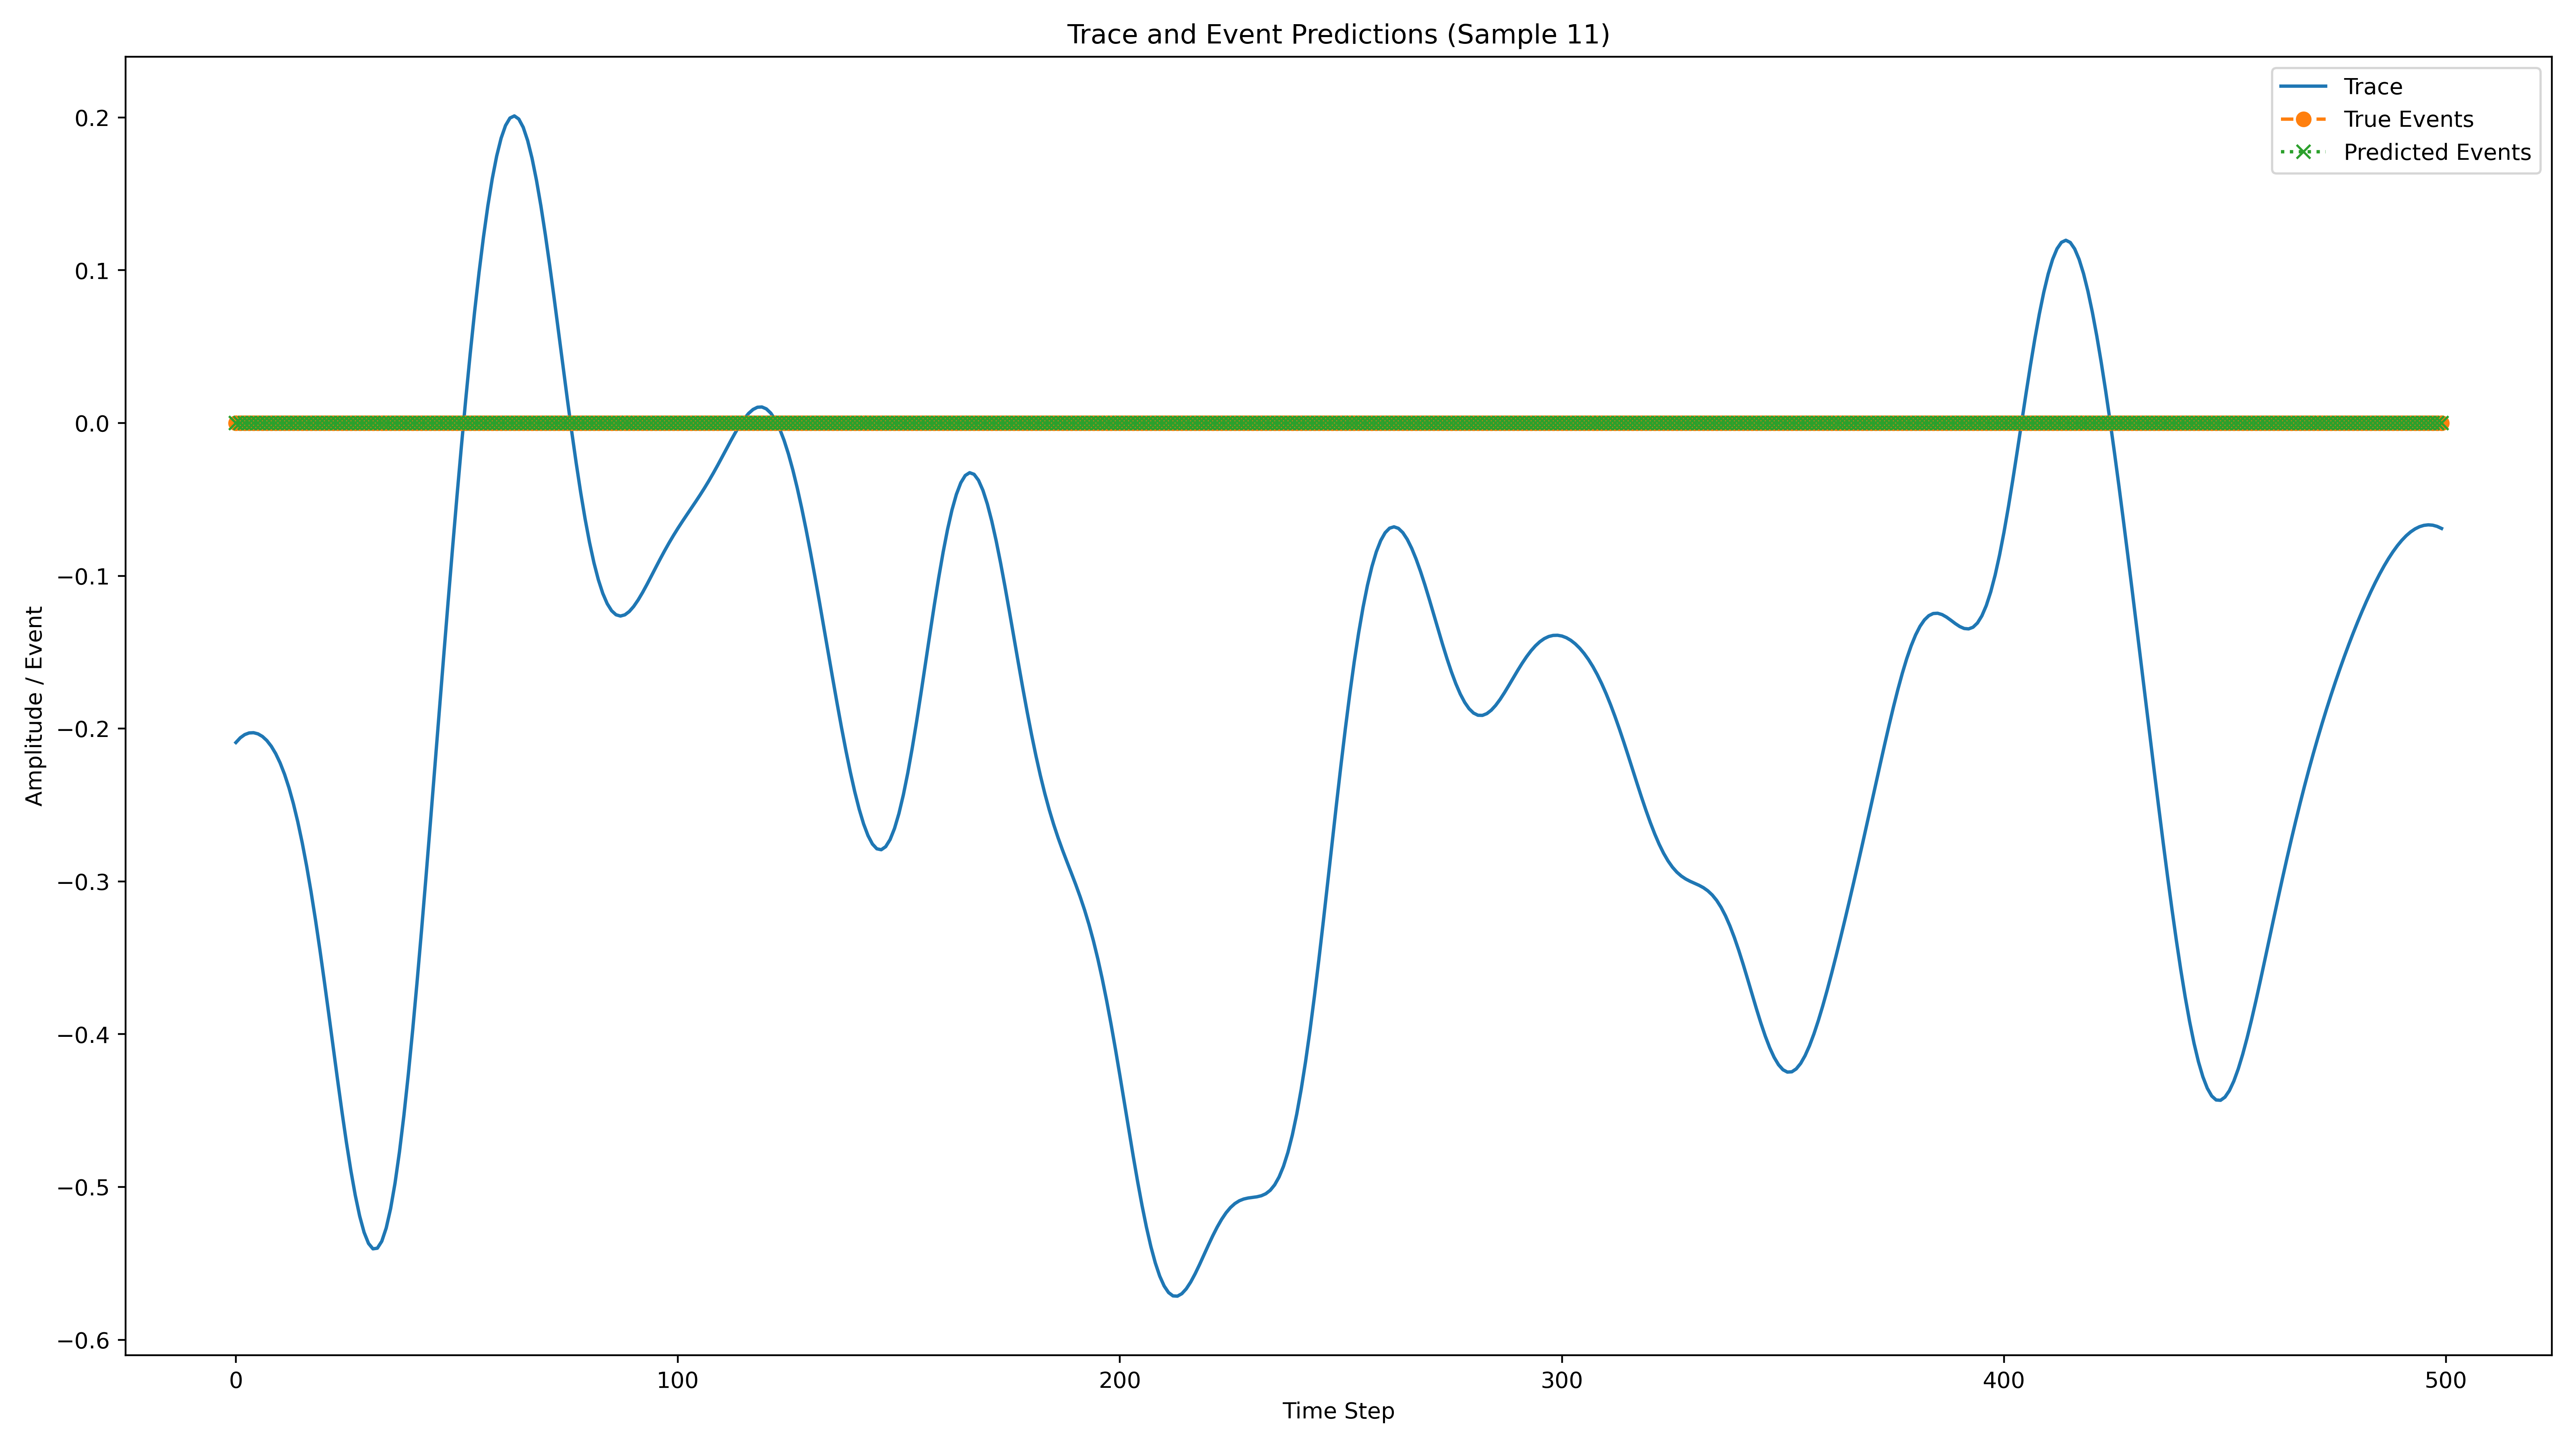 Trace and Event Predictions (Sample 11)
Trace
True Events
Predicted Events
0.2
0.1
0.0
−0.1
−0.2
−0.3
−0.4
−0.5
−0.6
Amplitude / Event
0 100 200 300 400 500
Time Step